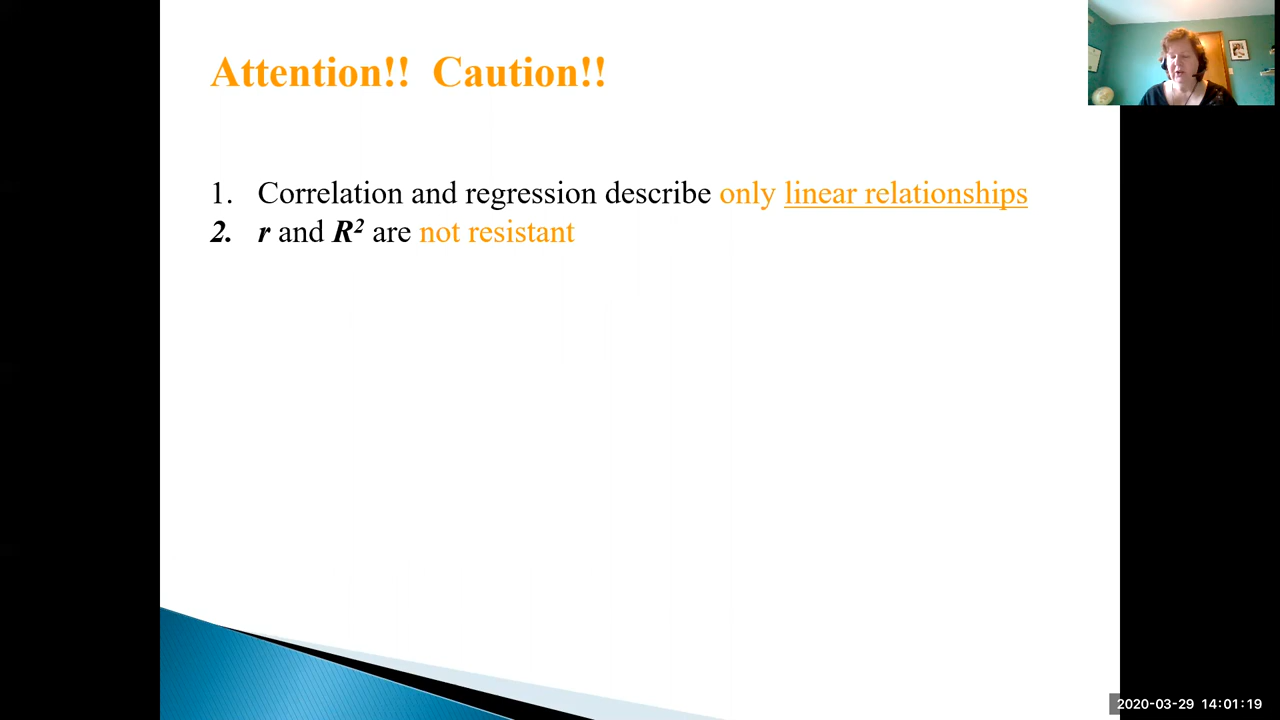 Attention!! Caution!!
1. Correlation and regression describe only linear relationships
2. r and R² are not resistant
2020-03-29 14:01:19